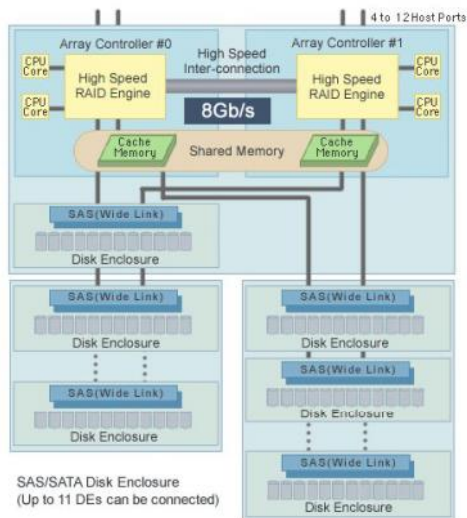 4 to 12 Host Ports
Array Controller #0
Array Controller #1
High Speed
Inter-connection
CPU
Core
High Speed
RAID Engine
High Speed
RAID Engine
CPU
Core
CPU
Core
8Gb/s
CPU
Core
Cache
Memory
Shared Memory
Cache
Memory
SAS(Wide Link)
Disk Enclosure
SAS(Wide Link)
Disk Enclosure
SAS(Wide Link)
Disk Enclosure
SAS(Wide Link)
Disk Enclosure
SAS(Wide Link)
Disk Enclosure
SAS(Wide Link)
Disk Enclosure
SAS/SATA Disk Enclosure
(Up to 11 DEs can be connected)